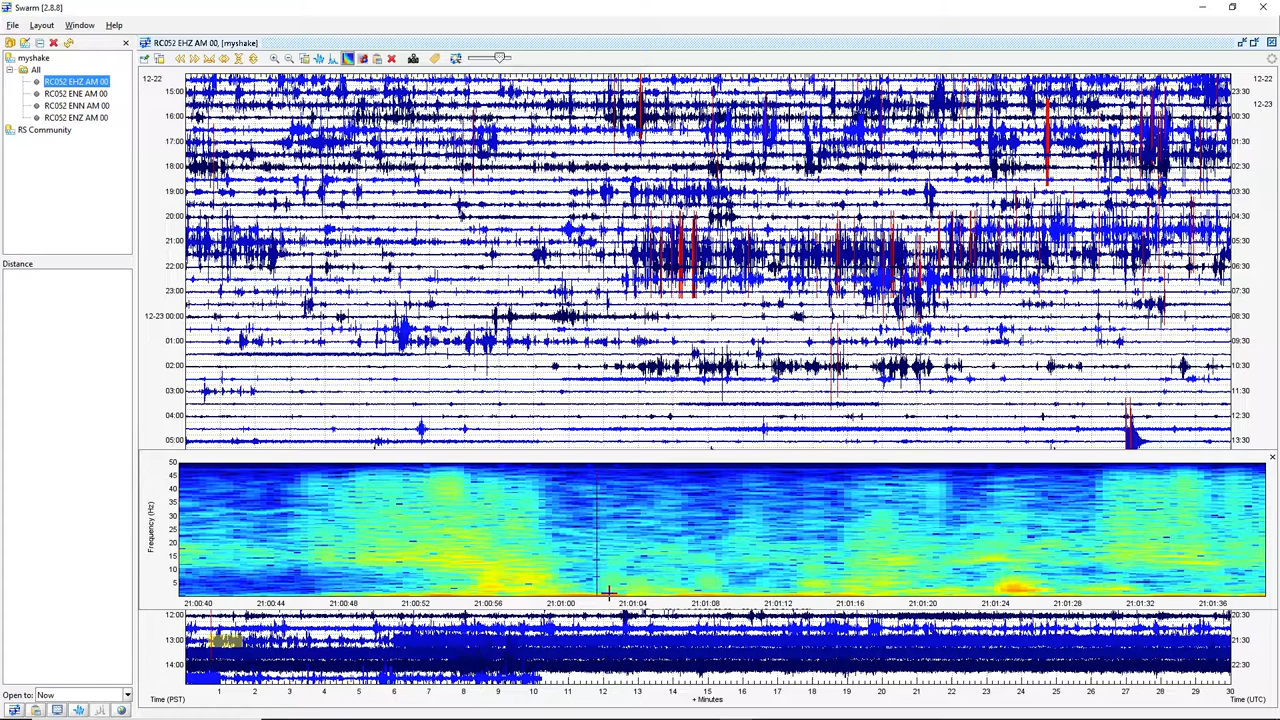 Swarm [2.8.8]
File Layout Window Help
myshake
All
RC052 EHZ AM 00
RC052 ENE AM 00
RC052 ENN AM 00
RC052 ENZ AM 00
RS Community
Distance
Open to: Now
RC052 EHZ AM 00, [myshake]
12-22 12-22
15:00 23:30
12-23
16:00 00:30
17:00 01:30
18:00 02:30
19:00 03:30
20:00 04:30
21:00 05:30
22:00 06:30
23:00 07:30
12-23 00:00 08:30
01:00 09:30
02:00 10:30
03:00 11:30
04:00 12:30
05:00 13:30
Frequency (Hz)
50
45
40
35
30
25
20
15
10
5
21:00:40 21:00:44 21:00:48 21:00:52 21:00:56 21:01:00 21:01:04 21:01:08 21:01:12 21:01:16 21:01:20 21:01:24 21:01:28 21:01:32 21:01:36
12:00 20:30
13:00 21:30
14:00 22:30
1 2 3 4 5 6 7 8 9 10 11 12 13 14 15 16 17 18 19 20 21 22 23 24 25 26 27 28 29 30
Time (PST) + Minutes Time (UTC)